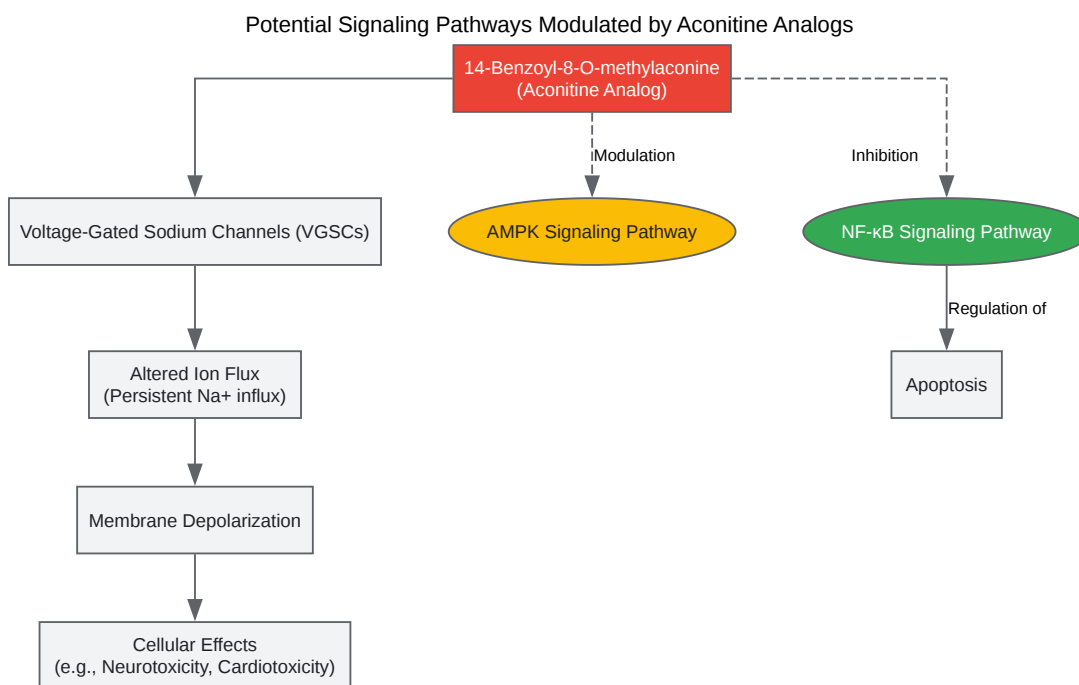 Potential Signaling Pathways Modulated by Aconitine Analogs
14-Benzoyl-8-O-methylaconine
(Aconitine Analog)
Modulation
Inhibition
Voltage-Gated Sodium Channels (VGSCs)
AMPK Signaling Pathway
NF-κB Signaling Pathway
Regulation of
Altered Ion Flux
(Persistent Na+ influx)
Apoptosis
Membrane Depolarization
Cellular Effects
(e.g., Neurotoxicity, Cardiotoxicity)